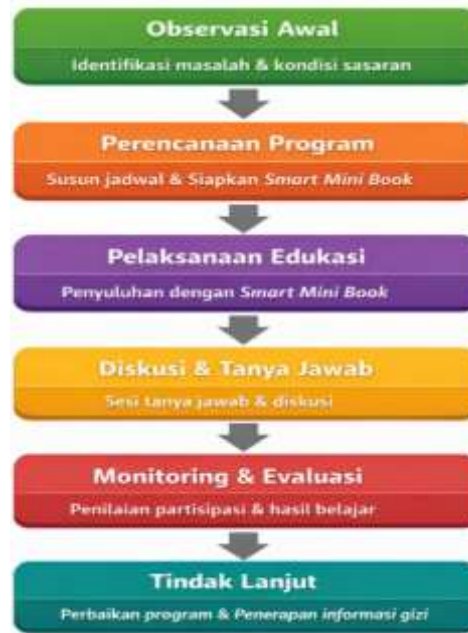 Observasi Awal
Identifikasi masalah & kondisi sasaran
Perencanaan Program
Susun jadwal & Siapkan Smart Mini Book
Pelaksanaan Edukasi
Penyuluhan dengan Smart Mini Book
Diskusi & Tanya Jawab
Sesi tanya jawab & diskusi
Monitoring & Evaluasi
Penilaian partisipasi & hasil belajar
Tindak Lanjut
Perbaikan program & Penerapan informasi gizi